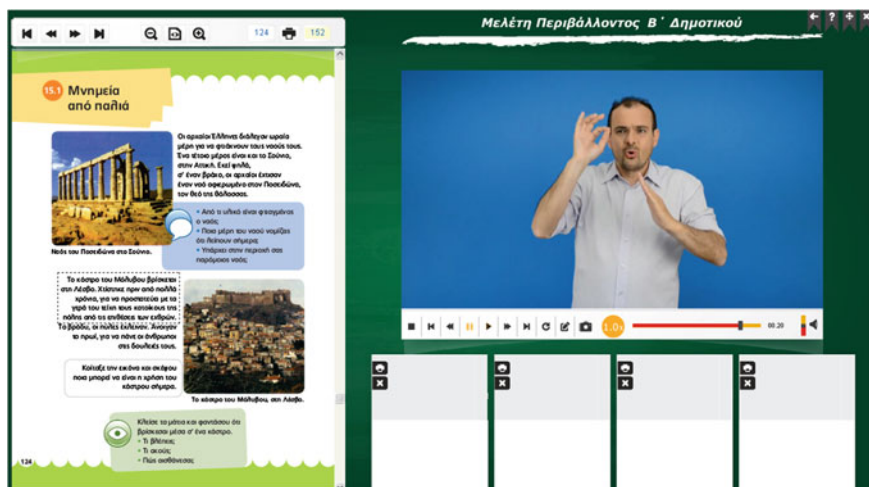 124
152
Μελέτη Περιβάλλοντος Β΄ Δημοτικού
15.1
Μνημεία
από παλιά
Οι αρχαίοι Έλληνες διάλεγαν ωραία
μέρη για να φτιάχνουν τους ναούς τους.
Ένα τέτοιο μέρος είναι και το Σούνιο,
στην Αττική. Εκεί ψηλά,
σ' έναν βράχο, οι αρχαίοι έχτισαν
έναν ναό αφιερωμένο στον Ποσειδώνα,
τον θεό της θάλασσας.
• Από τι υλικό είναι φτιαγμένος
ο ναός;
• Ποια μέρη του ναού νομίζεις
ότι λείπουν σήμερα;
• Υπάρχει στην περιοχή σας
παρόμοιος ναός;
Ναός του Ποσειδώνα στο Σούνιο.
Το κάστρο του Μόλυβου βρίσκεται
στη Λέσβο. Χτίστηκε πριν από πολλά
χρόνια, για να προστατεύει με τα
γερά του τείχη τους κατοίκους της
πόλης από τις επιθέσεις των εχθρών.
Το βράδυ, οι πύλες έκλειναν. Άνοιγαν
το πρωί, για να πάνε οι άνθρωποι
στις δουλειές τους.
Κοίταξε την εικόνα και σκέψου
ποια μπορεί να είναι η χρήση του
κάστρου σήμερα.
Το κάστρο του Μόλυβου, στη Λέσβο.
Κλείσε τα μάτια και φαντάσου ότι
βρίσκεσαι μέσα σ' ένα κάστρο.
• Τι βλέπεις;
• Τι ακούς;
• Πώς αισθάνεσαι;
124
1.0x
00.20